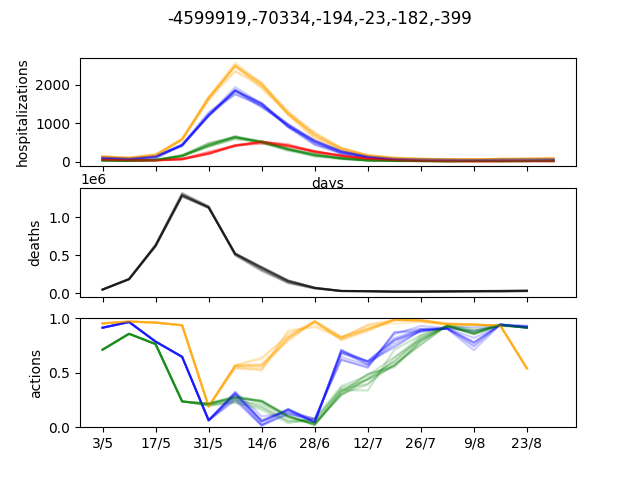 -4599919,-70334,-194,-23,-182,-399
hospitalizations
2000
1000
0
days
1e6
deaths
1.0
0.5
0.0
actions
1.0
0.5
0.0
3/5 17/5 31/5 14/6 28/6 12/7 26/7 9/8 23/8